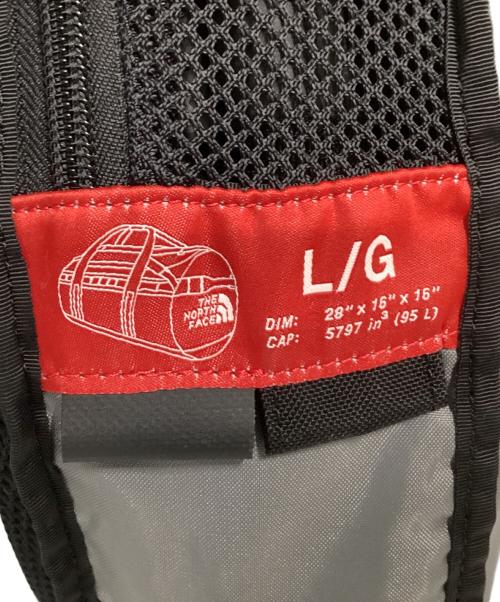 THE
NORTH
FACE
L/G
DIM: 28" x 16" x 16"
CAP: 5797 in³ (95 L)